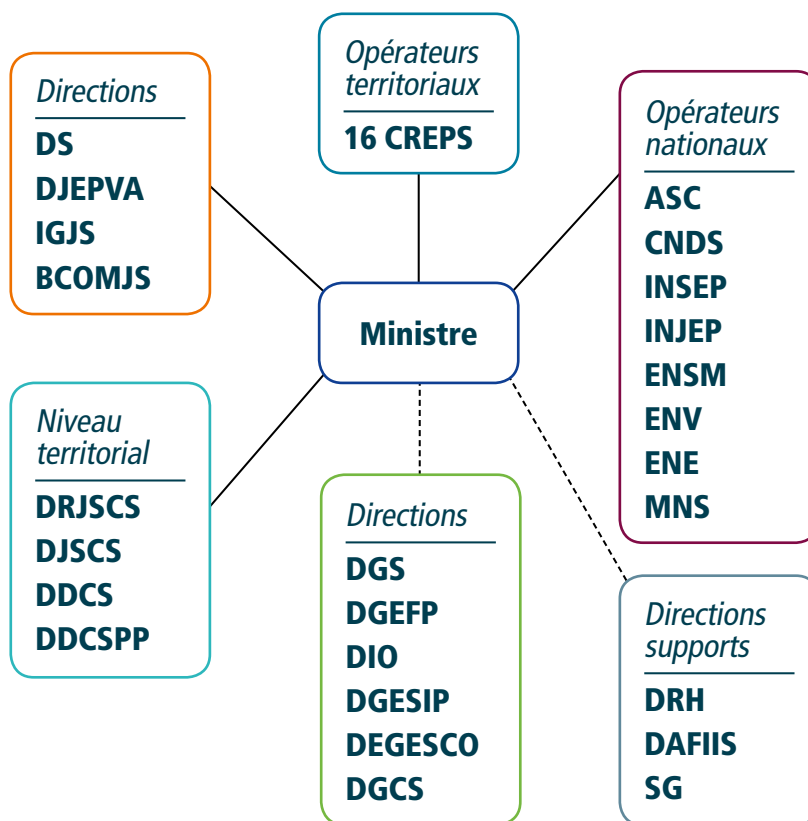 Directions
DS
DJEPVA
IGJS
BCOMJS
Opérateurs
territoriaux
16 CREPS
Opérateurs
nationaux
ASC
CNDS
INSEP
INJEP
ENSM
ENV
ENE
MNS
Ministre
Niveau
territorial
DRJSCS
DJSCS
DDCS
DDCSPP
Directions
DGS
DGEFP
DIO
DGESIP
DEGESCO
DGCS
Directions
supports
DRH
DAFIIS
SG